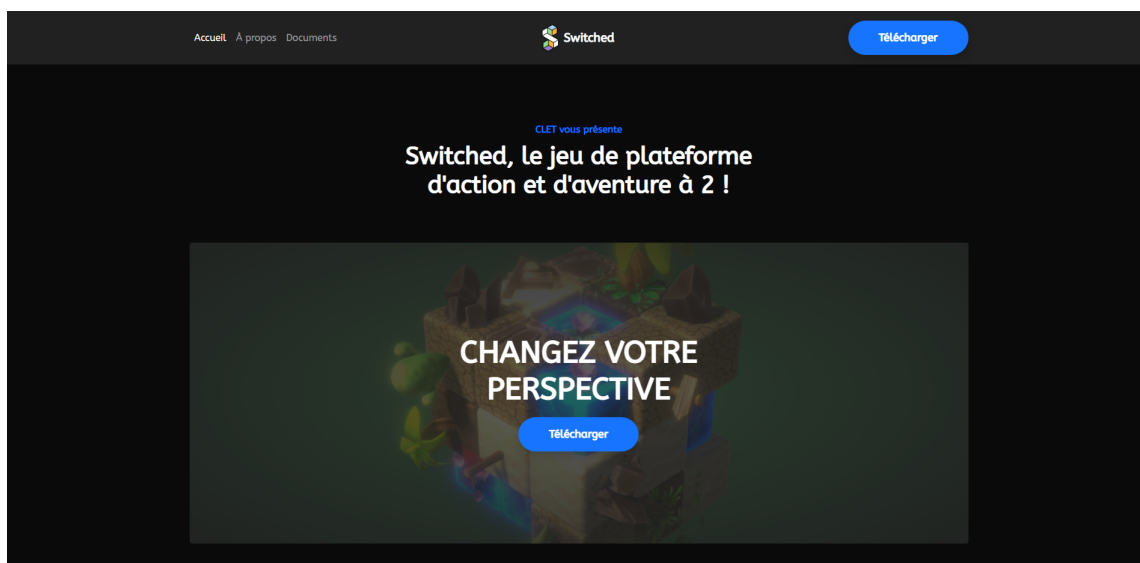 Accueil À propos Documents
Switched
Télécharger
CLET vous présente
Switched, le jeu de plateforme
d'action et d'aventure à 2 !
CHANGEZ VOTRE
PERSPECTIVE
Télécharger